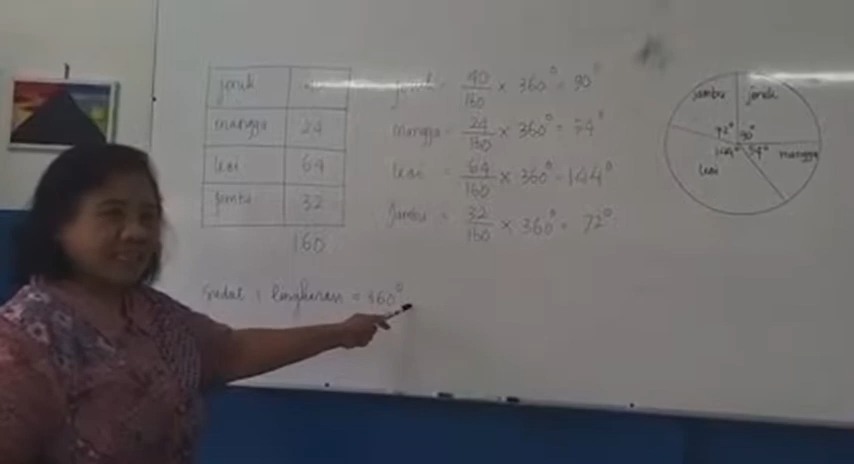 jeruk
mangga 24
leci 64
jambu 32
160
jeruk = 40/160 × 360° = 90°
mangga = 24/160 × 360° = 54°
leci = 64/160 × 360° = 144°
Jambu = 32/160 × 360° = 72°
Sudut 1 lingkaran = 360°
jambu jeruk
72° 90°
144° 54° mangga
leci